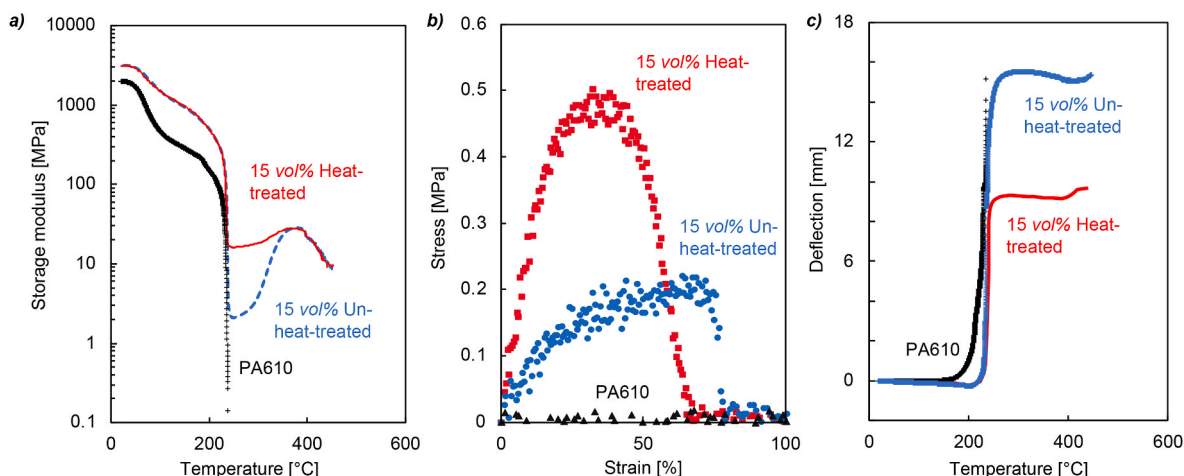 a)
10000
1000
100
10
1
0.1
Storage modulus [MPa]
15 vol% Heat-
treated
15 vol% Un-
heat-treated
PA610
0
200
400
600
Temperature [°C]
b)
0.6
0.5
0.4
0.3
0.2
0.1
0
Stress [MPa]
15 vol% Heat-
treated
15 vol% Un-
heat-treated
PA610
0
50
100
Strain [%]
c)
18
12
6
0
Deflection [mm]
15 vol% Un-
heat-treated
15 vol% Heat-
treated
PA610
0
200
400
600
Temperature [°C]